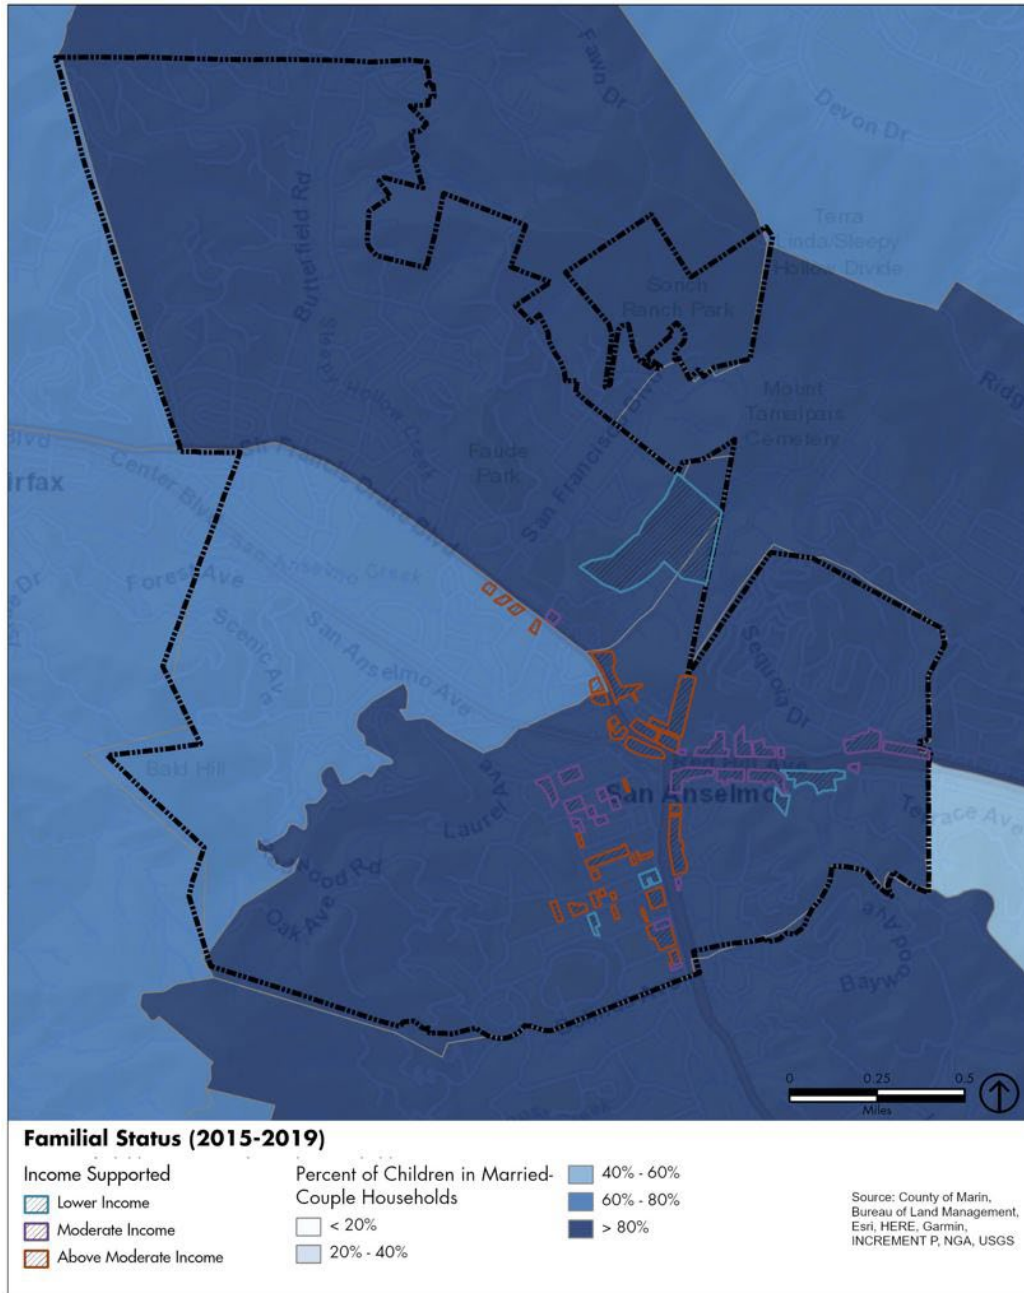 Fawn Dr
Devon Dr
Terra
Linda/Sleepy
Hollow Divide
Butterfield Rd
Sorich
Ranch Park
Sleepy Hollow Creek
Mount
Tamalpais
Cemetery
Ridg
Blvd
irfax
Center Blvd
Sir Francis Drake Blvd
Faude
Park
San Francisco Blvd
San Anselmo Creek
Forest Ave
Scenic Ave
San Anselmo Ave
Sequoia Dr
Bald Hill
Red Hill Ave
San Anselmo
Laurel Ave
Terrace Ave
Oak Ave
0 0.25 0.5
Miles
Familial Status (2015-2019)
Income Supported
Lower Income
Moderate Income
Above Moderate Income
Percent of Children in Married-
Couple Households
< 20%
20% - 40%
40% - 60%
60% - 80%
> 80%
Source: County of Marin,
Bureau of Land Management,
Esri, HERE, Garmin,
INCREMENT P, NGA, USGS